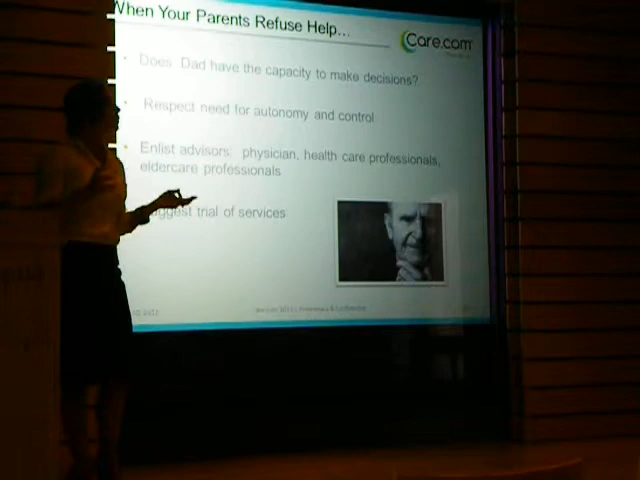 When Your Parents Refuse Help...
Care.com
Does Dad have the capacity to make decisions?
Respect need for autonomy and control
Enlist advisors: physician, health care professionals,
eldercare professionals
trial of services